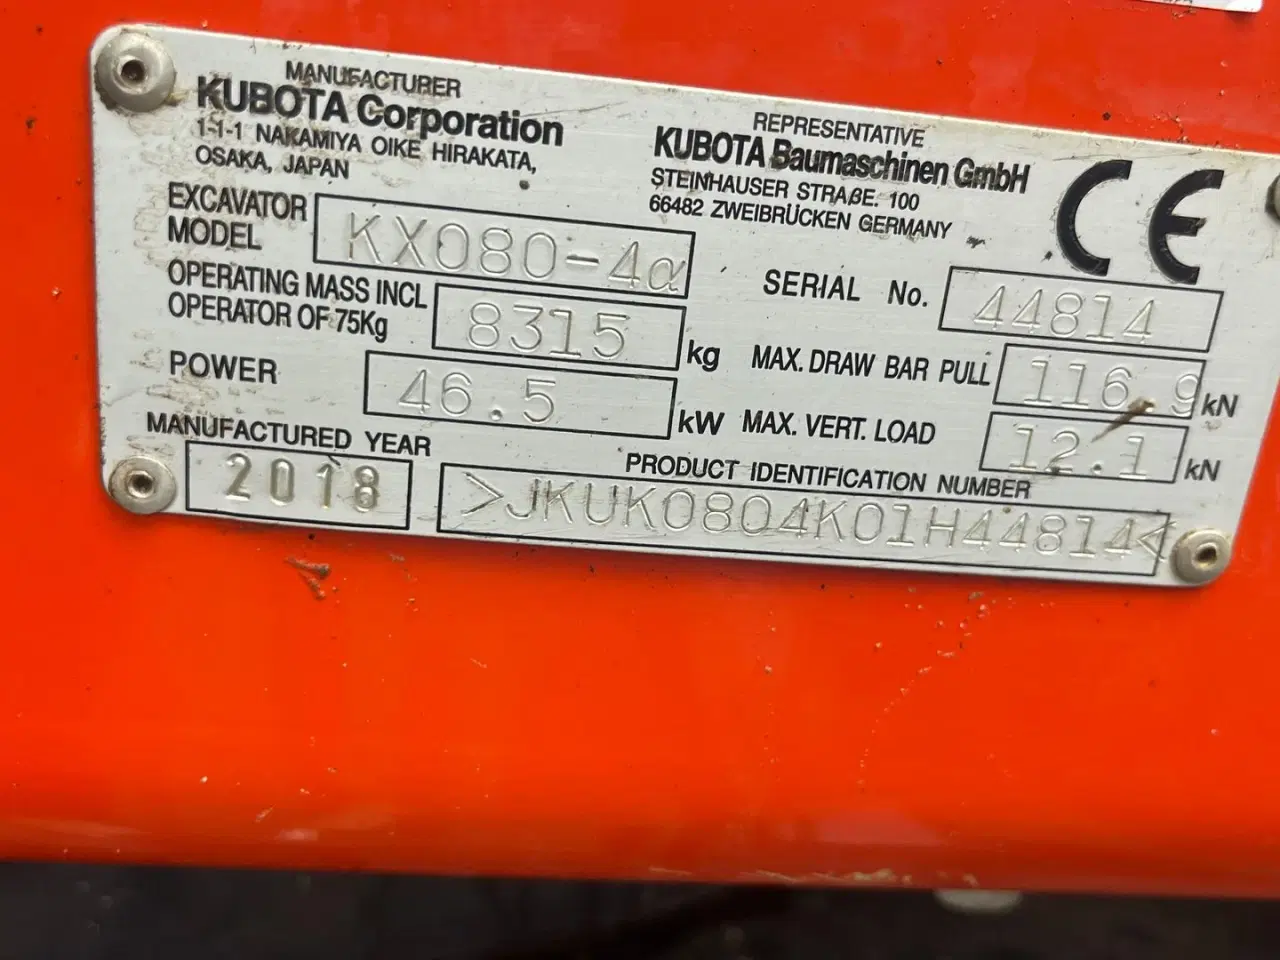 MANUFACTURER
KUBOTA Corporation
1-1-1 NAKAMIYA OIKE HIRAKATA,
OSAKA, JAPAN
REPRESENTATIVE
KUBOTA Baumaschinen GmbH
STEINHAUSER STRAßE. 100
66482 ZWEIBRÜCKEN GERMANY
CE
EXCAVATOR
MODEL
KX080-4α
SERIAL No. 44814
OPERATING MASS INCL
OPERATOR OF 75Kg
8315 kg
MAX. DRAW BAR PULL 116.9 kN
POWER 46.5 kW
MAX. VERT. LOAD 12.1 kN
MANUFACTURED YEAR
2018
PRODUCT IDENTIFICATION NUMBER
>JKUK0804K01H44814<